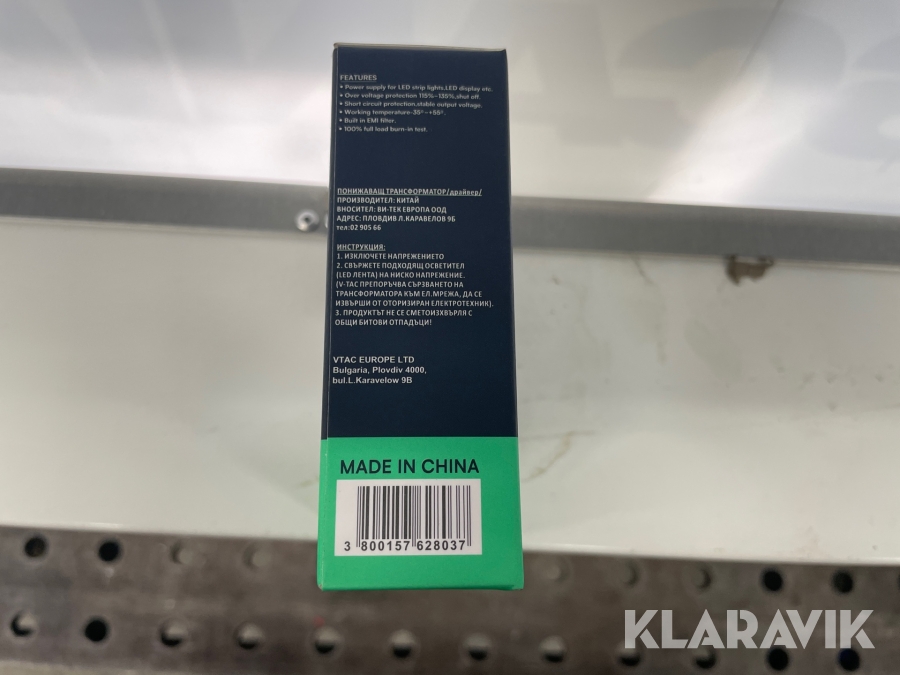 FEATURES
• Power supply for LED strip lights,LED display etc.
• Over voltage protection 115%-135%,shut off.
• Short circuit protection,stable output voltage.
• Working temperature-35°~+55°.
• Built in EMI filter.
• 100% full load burn-in test.
ПОНИЖАВАЩ ТРАНСФОРМАТОР/драйвер/
ПРОИЗВОДИТЕЛ: КИТАЙ
ВНОСИТЕЛ: ВИ-ТЕК ЕВРОПА ООД
АДРЕС: ПЛОВДИВ Л.КАРАВЕЛОВ 9Б
тел:02 905 66
ИНСТРУКЦИЯ:
1. ИЗКЛЮЧЕТЕ НАПРЕЖЕНИЕТО
2. СВЪРЖЕТЕ ПОДХОДЯЩ ОСВЕТИТЕЛ
(LED ЛЕНТА) НА НИСКО НАПРЕЖЕНИЕ.
(V-TAC ПРЕПОРЪЧВА СЪРЗВАНЕТО НА
ТРАНСФОРМАТОРА КЪМ ЕЛ.МРЕЖА, ДА СЕ
ИЗВЪРШИ ОТ ОТОРИЗИРАН ЕЛЕКТРОТЕХНИК).
3. ПРОДУКТЪТ НЕ СЕ СМЕТОИЗХВЪРЛЯ С
ОБЩИ БИТОВИ ОТПАДЪЦИ!
VTAC EUROPE LTD
Bulgaria, Plovdiv 4000,
bul.L.Karavelow 9B
MADE IN CHINA
3 800157 628037
KLARAVIK